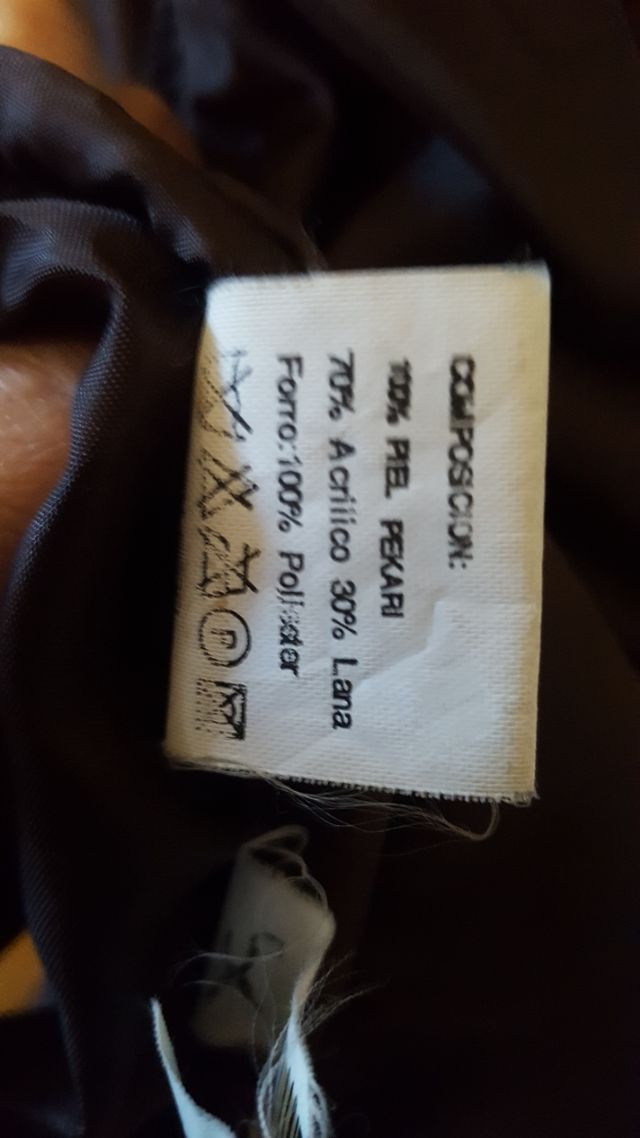 COMPOSICION:
100% PIEL PEKARI
70% Acrilico 30% Lana
Forro:100% Poliester
P